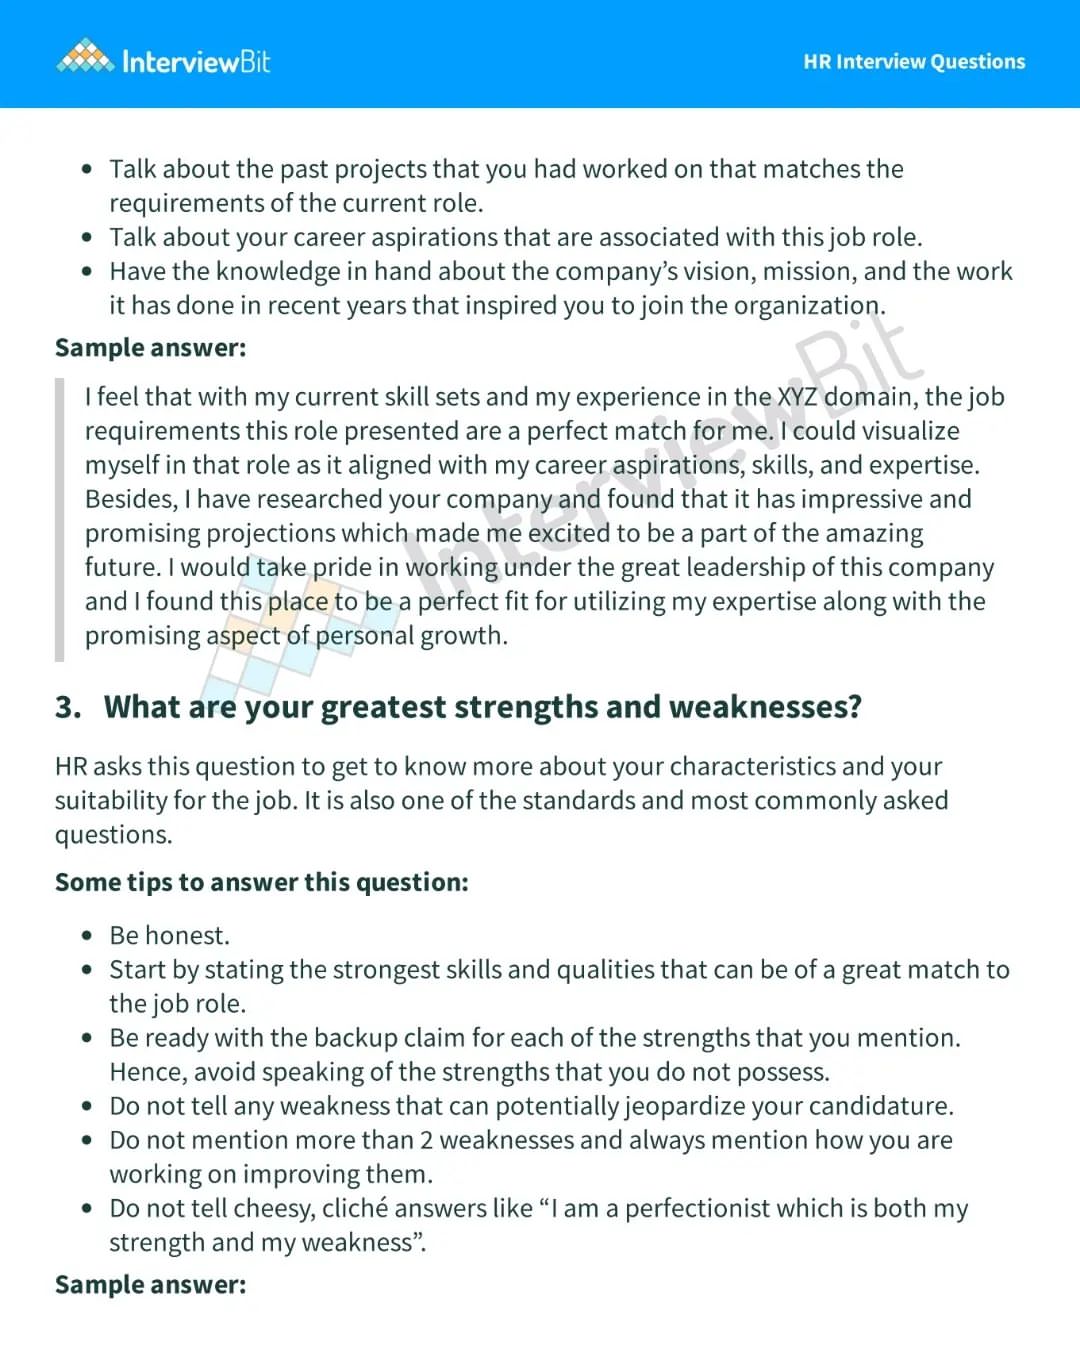 InterviewBit
HR Interview Questions
• Talk about the past projects that you had worked on that matches the
requirements of the current role.
• Talk about your career aspirations that are associated with this job role.
• Have the knowledge in hand about the company’s vision, mission, and the work
it has done in recent years that inspired you to join the organization.
Sample answer:
I feel that with my current skill sets and my experience in the XYZ domain, the job
requirements this role presented are a perfect match for me. I could visualize
myself in that role as it aligned with my career aspirations, skills, and expertise.
Besides, I have researched your company and found that it has impressive and
promising projections which made me excited to be a part of the amazing
future. I would take pride in working under the great leadership of this company
and I found this place to be a perfect fit for utilizing my expertise along with the
promising aspect of personal growth.
InterviewBit
3. What are your greatest strengths and weaknesses?
HR asks this question to get to know more about your characteristics and your
suitability for the job. It is also one of the standards and most commonly asked
questions.
Some tips to answer this question:
• Be honest.
• Start by stating the strongest skills and qualities that can be of a great match to
the job role.
• Be ready with the backup claim for each of the strengths that you mention.
Hence, avoid speaking of the strengths that you do not possess.
• Do not tell any weakness that can potentially jeopardize your candidature.
• Do not mention more than 2 weaknesses and always mention how you are
working on improving them.
• Do not tell cheesy, cliché answers like “I am a perfectionist which is both my
strength and my weakness”.
Sample answer: